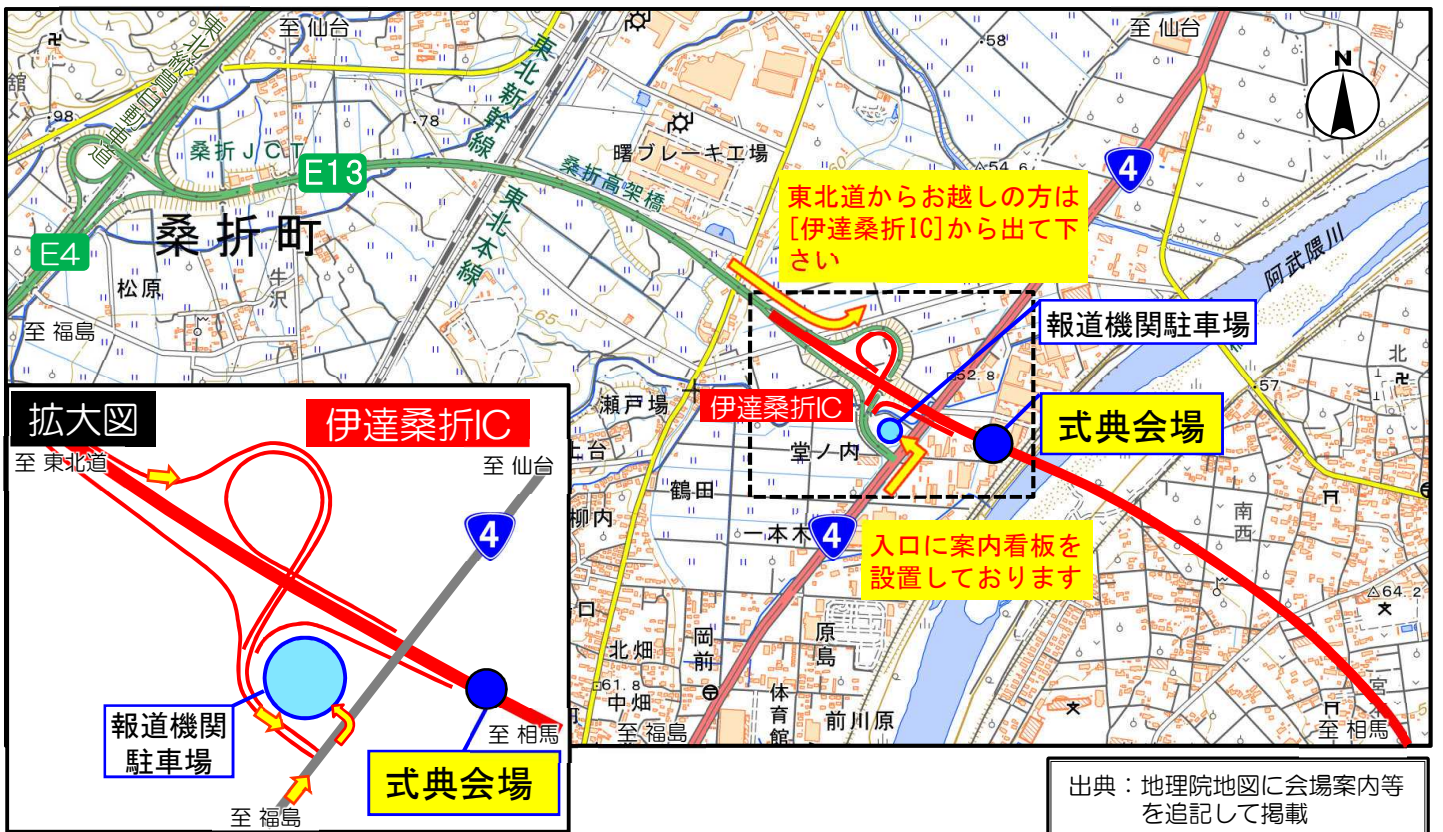 至 仙台
至 仙台
N
東北縦貫自動車道
東北新幹線
東北本線
館
98
78
58
54.6
60
65
52.8
57
桑折JCT
E13
E4
桑折町
松原
牛沢
至 福島
曙ブレーキ工場
桑折高架橋
4
東北道からお越しの方は
[伊達桑折IC]から出て下
さい
阿武隈川
報道機関駐車場
伊達桑折IC
式典会場
瀬戸場
堂ノ内
鶴田
柳内
一本木
4
入口に案内看板を
設置しております
北
南西
64.2
原島
岡前
北畑
61.8
中畑
体育館
前川原
宮
至 福島
至 相馬
拡大図
伊達桑折IC
至 東北道
至 仙台
4
報道機関
駐車場
至 相馬
式典会場
至 福島
出典：地理院地図に会場案内等
を追記して掲載